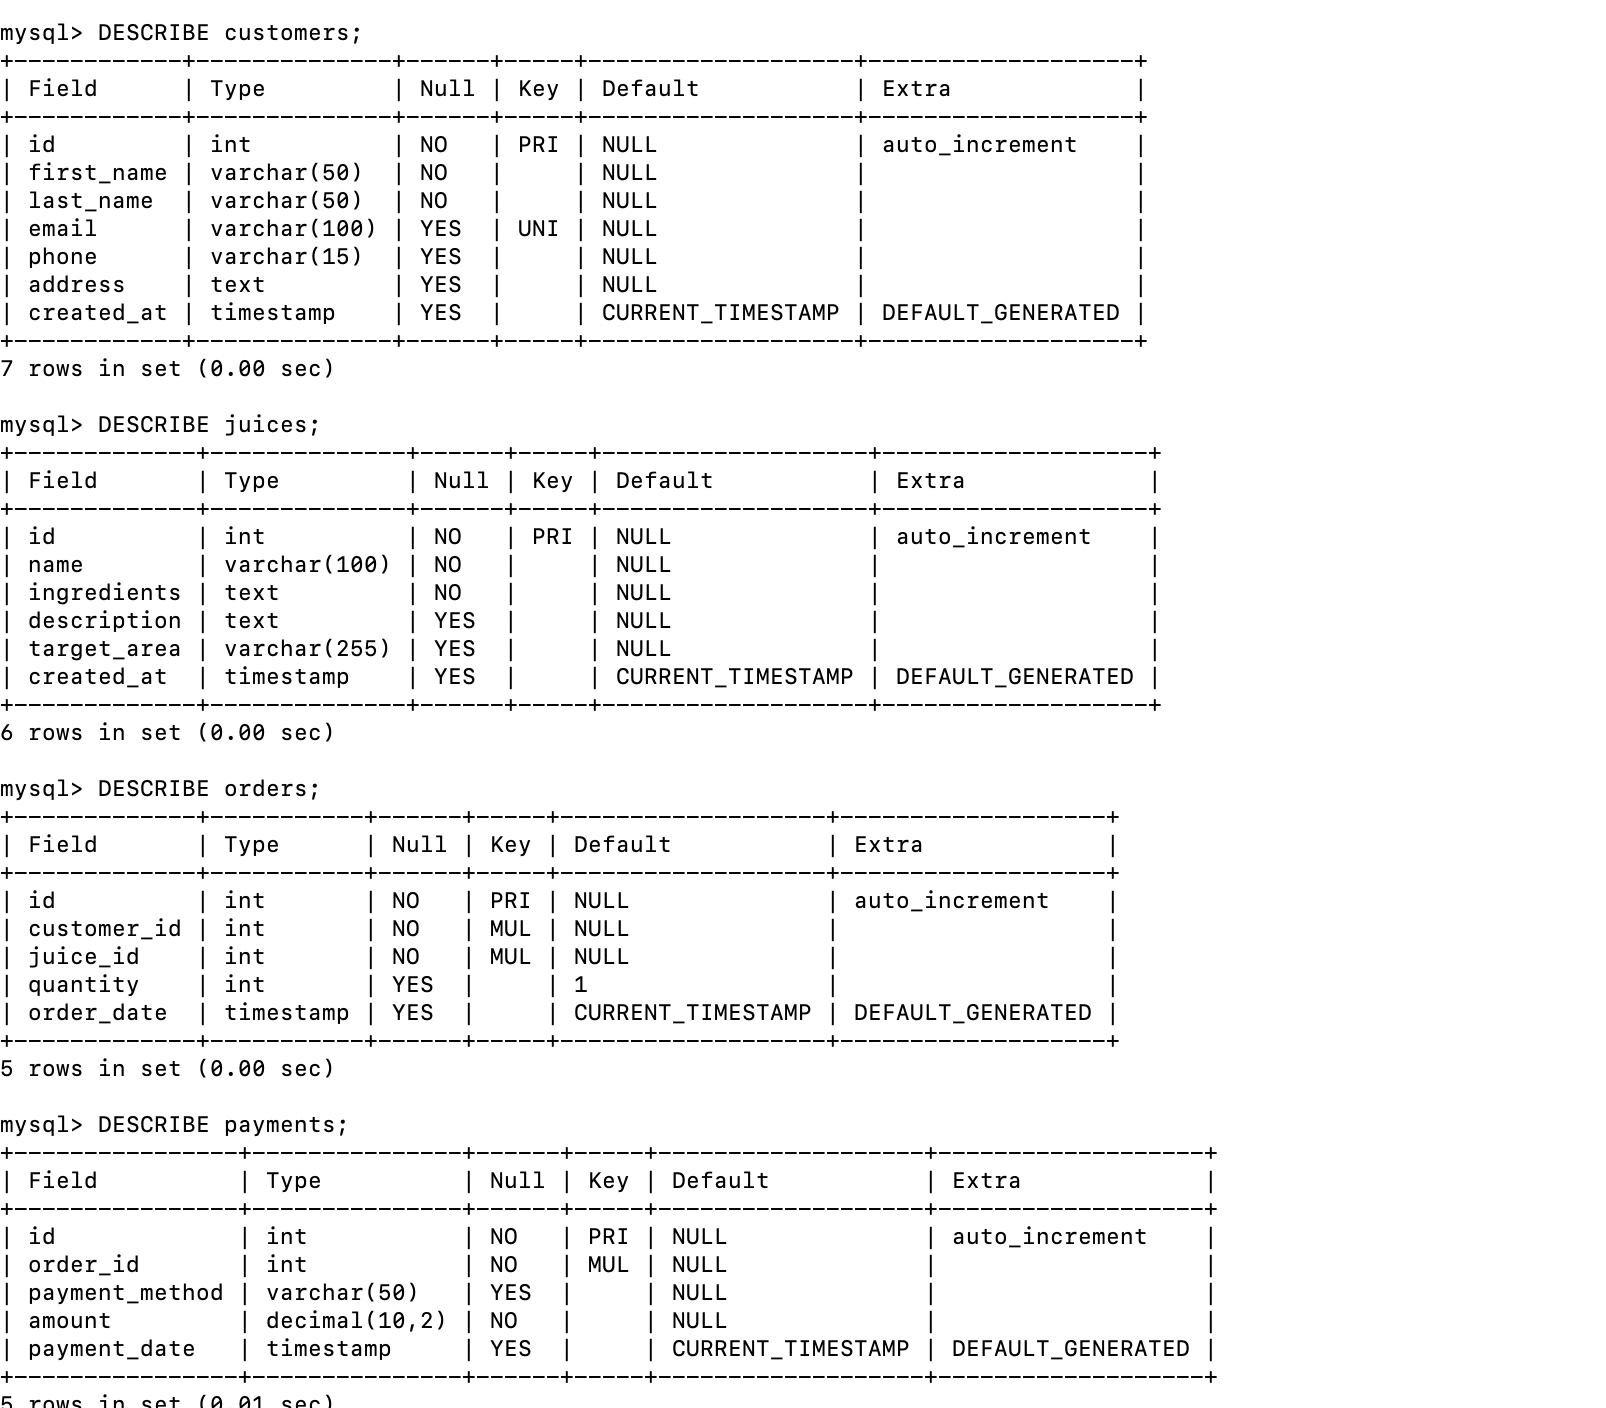 mysql> DESCRIBE customers;
+------------+--------------+------+-----+-------------------+-------------------+
| Field      | Type         | Null | Key | Default           | Extra             |
+------------+--------------+------+-----+-------------------+-------------------+
| id         | int          | NO   | PRI | NULL              | auto_increment    |
| first_name | varchar(50)  | NO   |     | NULL              |                   |
| last_name  | varchar(50)  | NO   |     | NULL              |                   |
| email      | varchar(100) | YES  | UNI | NULL              |                   |
| phone      | varchar(15)  | YES  |     | NULL              |                   |
| address    | text         | YES  |     | NULL              |                   |
| created_at | timestamp    | YES  |     | CURRENT_TIMESTAMP | DEFAULT_GENERATED |
+------------+--------------+------+-----+-------------------+-------------------+
7 rows in set (0.00 sec)
mysql> DESCRIBE juices;
+-------------+--------------+------+-----+-------------------+-------------------+
| Field       | Type         | Null | Key | Default           | Extra             |
+-------------+--------------+------+-----+-------------------+-------------------+
| id          | int          | NO   | PRI | NULL              | auto_increment    |
| name        | varchar(100) | NO   |     | NULL              |                   |
| ingredients | text         | NO   |     | NULL              |                   |
| description | text         | YES  |     | NULL              |                   |
| target_area | varchar(255) | YES  |     | NULL              |                   |
| created_at  | timestamp    | YES  |     | CURRENT_TIMESTAMP | DEFAULT_GENERATED |
+-------------+--------------+------+-----+-------------------+-------------------+
6 rows in set (0.00 sec)
mysql> DESCRIBE orders;
+-------------+-----------+------+-----+-------------------+-------------------+
| Field       | Type      | Null | Key | Default           | Extra             |
+-------------+-----------+------+-----+-------------------+-------------------+
| id          | int       | NO   | PRI | NULL              | auto_increment    |
| customer_id | int       | NO   | MUL | NULL              |                   |
| juice_id    | int       | NO   | MUL | NULL              |                   |
| quantity    | int       | YES  |     | 1                 |                   |
| order_date  | timestamp | YES  |     | CURRENT_TIMESTAMP | DEFAULT_GENERATED |
+-------------+-----------+------+-----+-------------------+-------------------+
5 rows in set (0.00 sec)
mysql> DESCRIBE payments;
+----------------+---------------+------+-----+-------------------+-------------------+
| Field          | Type          | Null | Key | Default           | Extra             |
+----------------+---------------+------+-----+-------------------+-------------------+
| id             | int           | NO   | PRI | NULL              | auto_increment    |
| order_id       | int           | NO   | MUL | NULL              |                   |
| payment_method | varchar(50)   | YES  |     | NULL              |                   |
| amount         | decimal(10,2) | NO   |     | NULL              |                   |
| payment_date   | timestamp     | YES  |     | CURRENT_TIMESTAMP | DEFAULT_GENERATED |
+----------------+---------------+------+-----+-------------------+-------------------+
5 rows in set (0.01 sec)